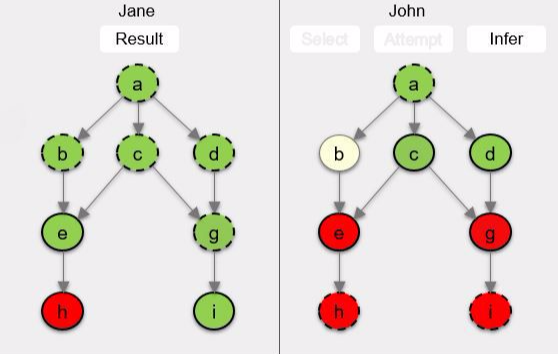 Jane
Result
a
b c d
e g
h i
John
Select Attempt Infer
a
b c d
e g
h i